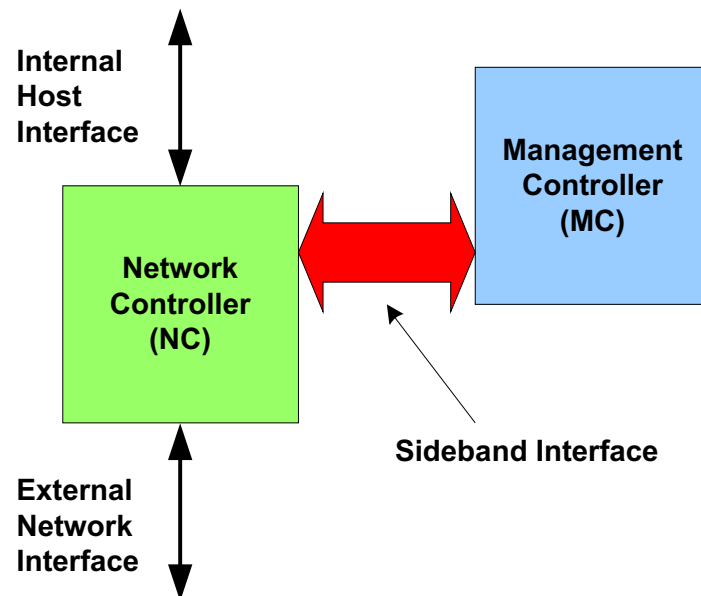 Internal
Host
Interface
Management
Controller
(MC)
Network
Controller
(NC)
Sideband Interface
External
Network
Interface